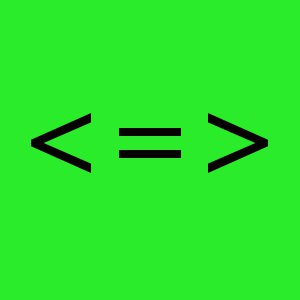 < = >